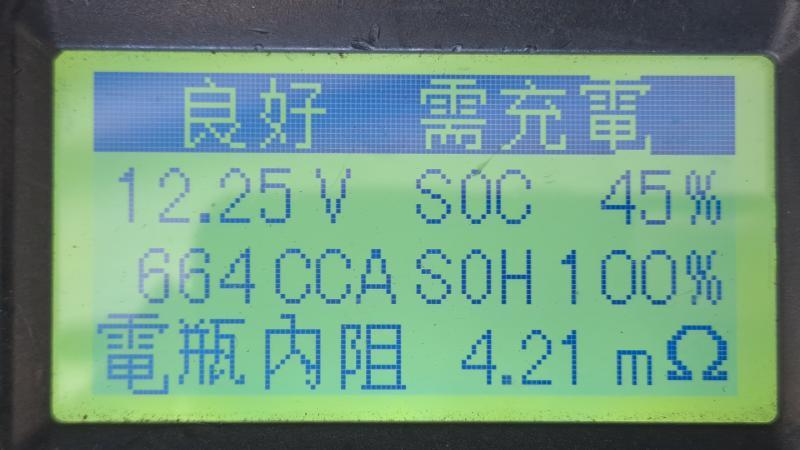 良好 需充電
12.25V SOC 45%
664CCA SOH 100%
電瓶內阻 4.21 mΩ